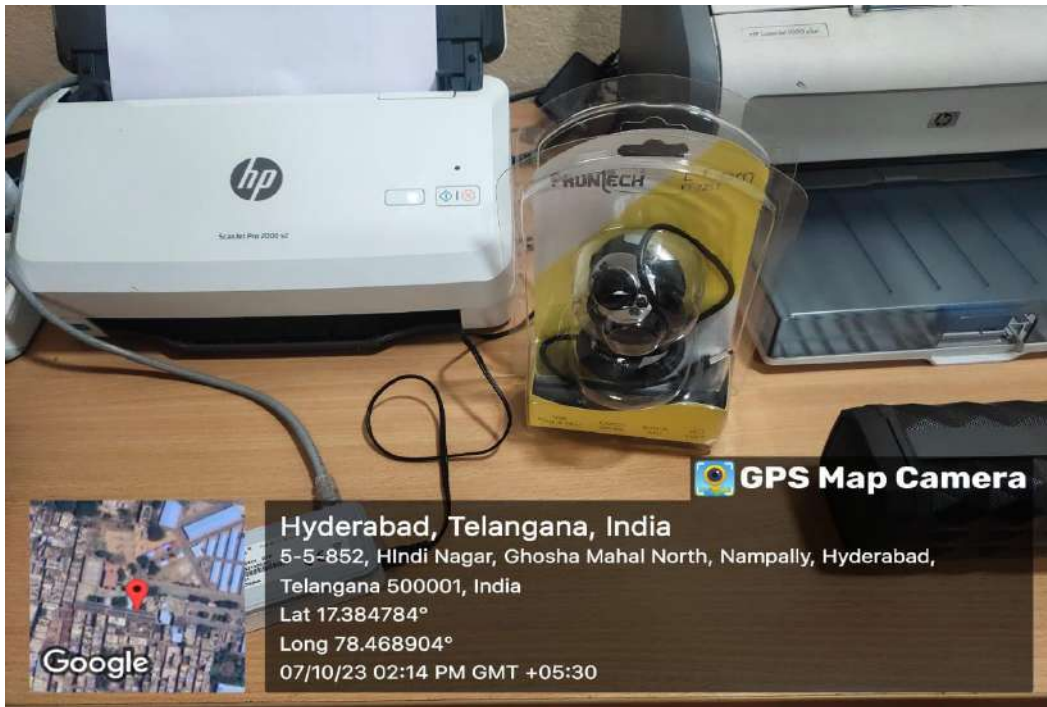 hp
ScanJet Pro 2000 s2
hp
FRONTECH
GPS Map Camera
Hyderabad, Telangana, India
5-5-852, HIndi Nagar, Ghosha Mahal North, Nampally, Hyderabad,
Telangana 500001, India
Lat 17.384784°
Long 78.468904°
07/10/23 02:14 PM GMT +05:30
Google